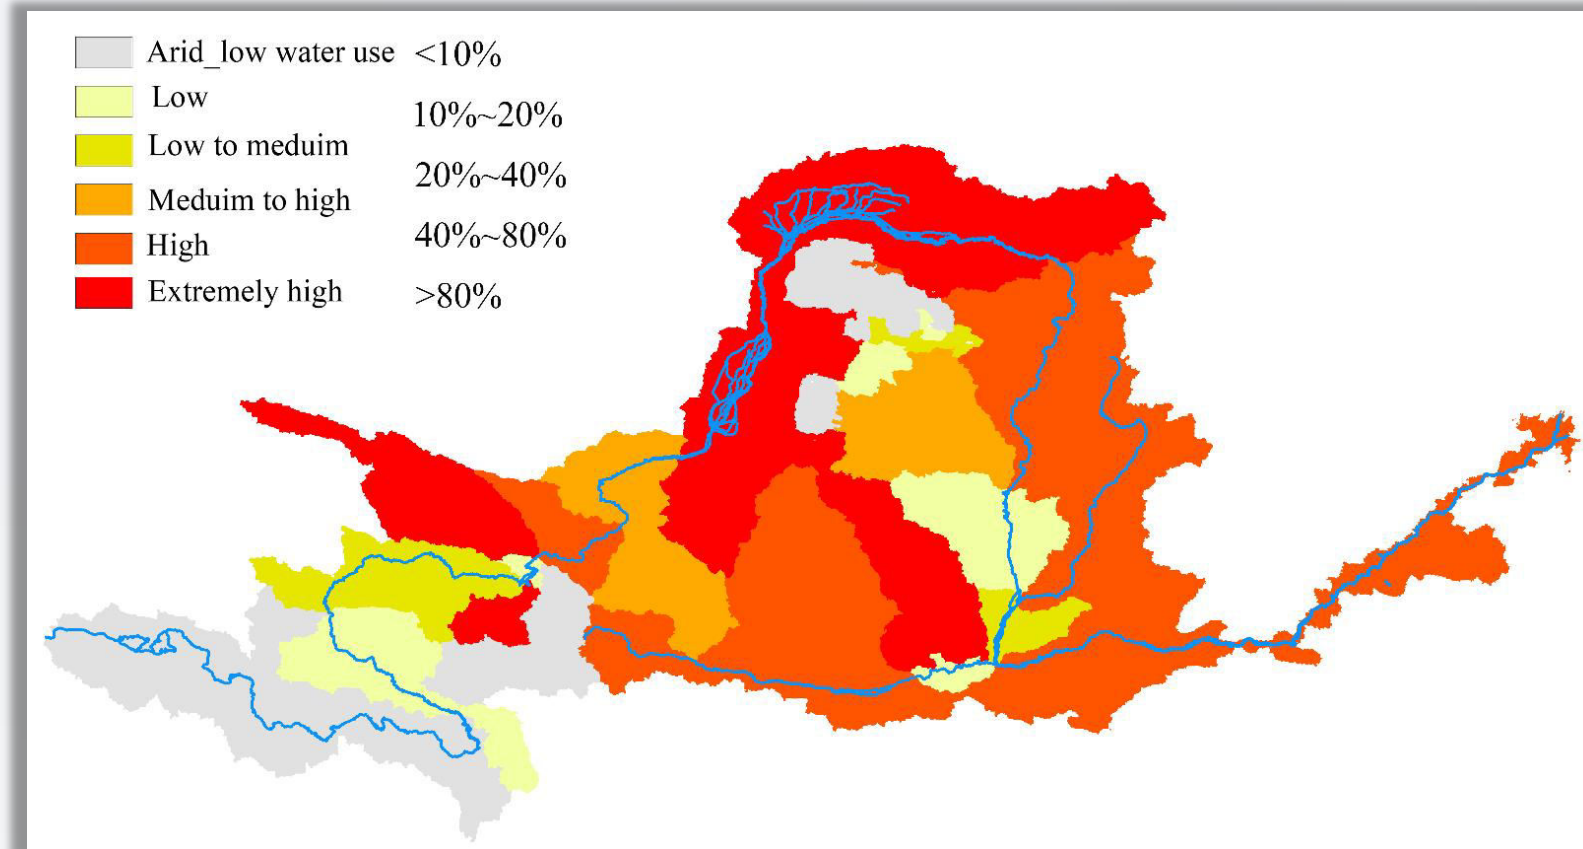 Arid_low water use <10%
Low
10%~20%
Low to meduim
20%~40%
Meduim to high
40%~80%
High
Extremely high >80%